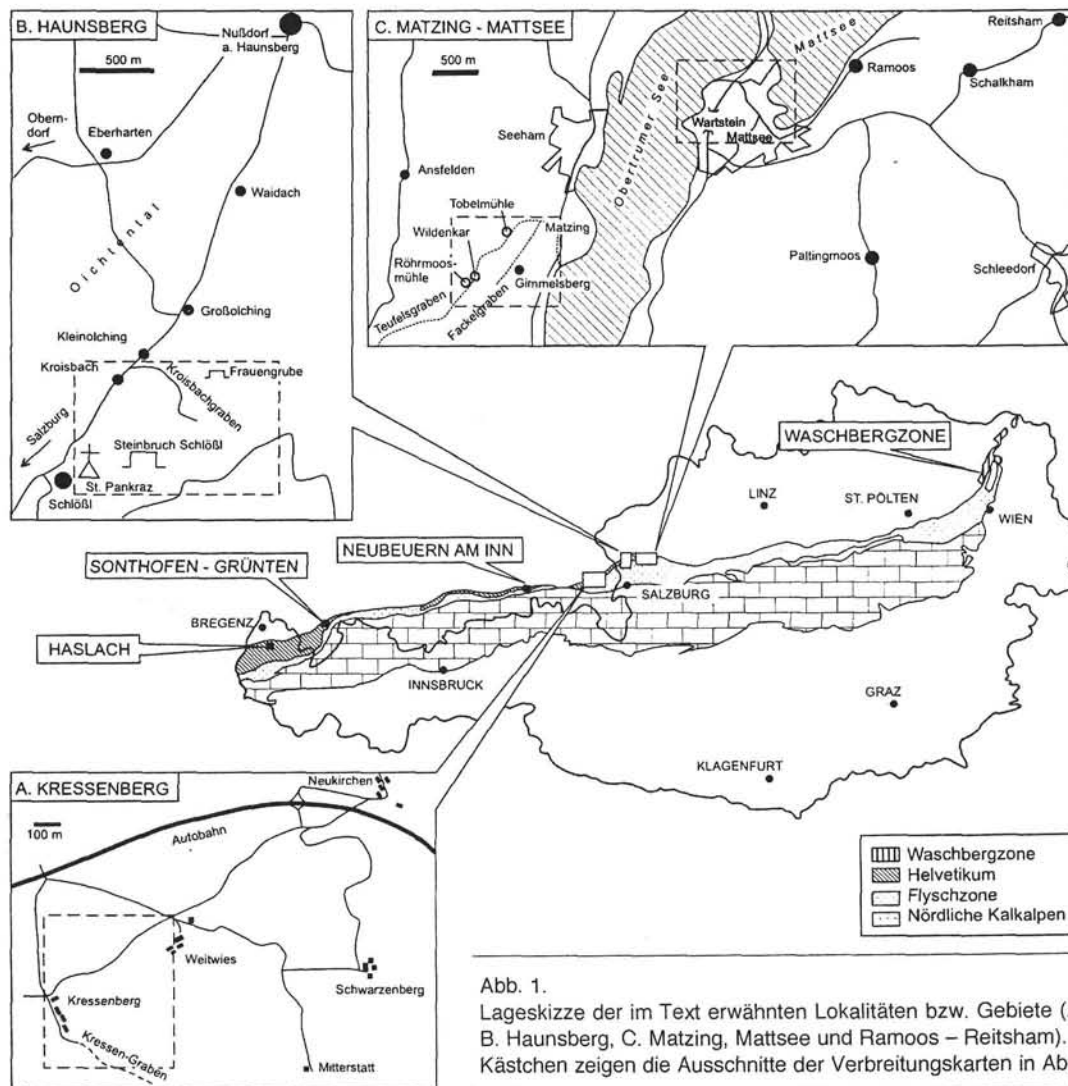 B. HAUNSBERG
500 m
Nußdorf
a. Haunsberg
Obern-
dorf
Eberharten
Waidach
Oichtental
Großolching
Kleinolching
Kroisbach
Frauengrube
Kroisbachgraben
Salzburg
Steinbruch Schlößl
St. Pankraz
Schlößl
C. MATZING - MATTSEE
500 m
Mattsee
Reitsham
Ramoos
Schalkham
Obertrumer See
Wartstein
Mattsee
Seeham
Ansfelden
Tobelmühle
Matzing
Wildenkar
Röhrmoos-
mühle
Gimmelsberg
Teufelsgraben
Fackelgraben
Paltingmoos
Schleedorf
WASCHBERGZONE
LINZ
ST. PÖLTEN
WIEN
NEUBEUERN AM INN
SONTHOFEN - GRÜNTEN
SALZBURG
BREGENZ
HASLACH
INNSBRUCK
GRAZ
KLAGENFURT
A. KRESSENBERG
100 m
Neukirchen
Autobahn
Weitwies
Schwarzenberg
Kressenberg
Kressen-Graben
Mitterstatt
Waschbergzone
Helvetikum
Flyschzone
Nördliche Kalkalpen
Abb. 1.
Lageskizze der im Text erwähnten Lokalitäten bzw. Gebiete (
B. Haunsberg, C. Matzing, Mattsee und Ramoos – Reitsham).
Kästchen zeigen die Ausschnitte der Verbreitungskarten in Ab